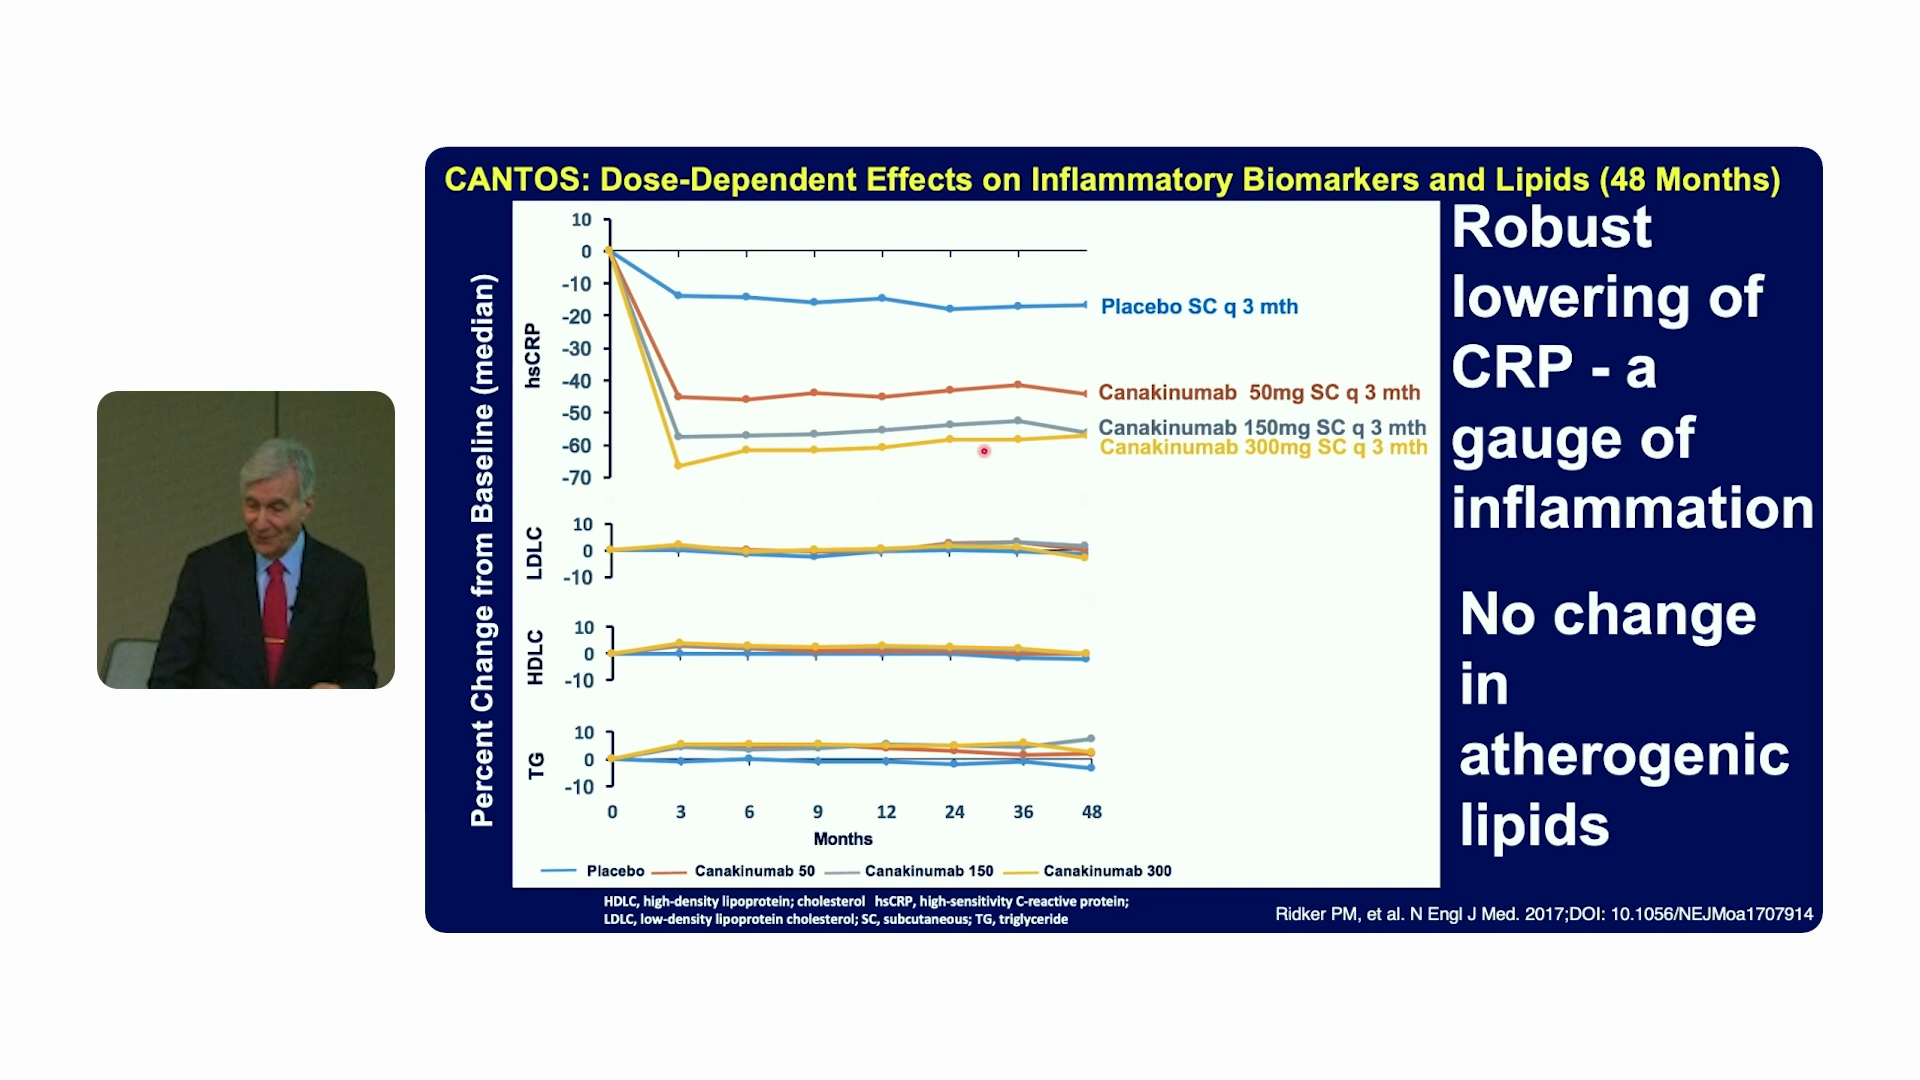 CANTOS: Dose-Dependent Effects on Inflammatory Biomarkers and Lipids (48 Months)
Percent Change from Baseline (median)
hsCRP
10
0
-10
-20
-30
-40
-50
-60
-70
Placebo SC q 3 mth
Canakinumab 50mg SC q 3 mth
Canakinumab 150mg SC q 3 mth
Canakinumab 300mg SC q 3 mth
LDLC
10
0
-10
HDLC
10
0
-10
TG
10
0
-10
0 3 6 9 12 24 36 48
Months
Placebo Canakinumab 50 Canakinumab 150 Canakinumab 300
Robust
lowering of
CRP - a
gauge of
inflammation
No change
in
atherogenic
lipids
HDLC, high-density lipoprotein; cholesterol hsCRP, high-sensitivity C-reactive protein;
LDLC, low-density lipoprotein cholesterol; SC, subcutaneous; TG, triglyceride
Ridker PM, et al. N Engl J Med. 2017;DOI: 10.1056/NEJMoa1707914